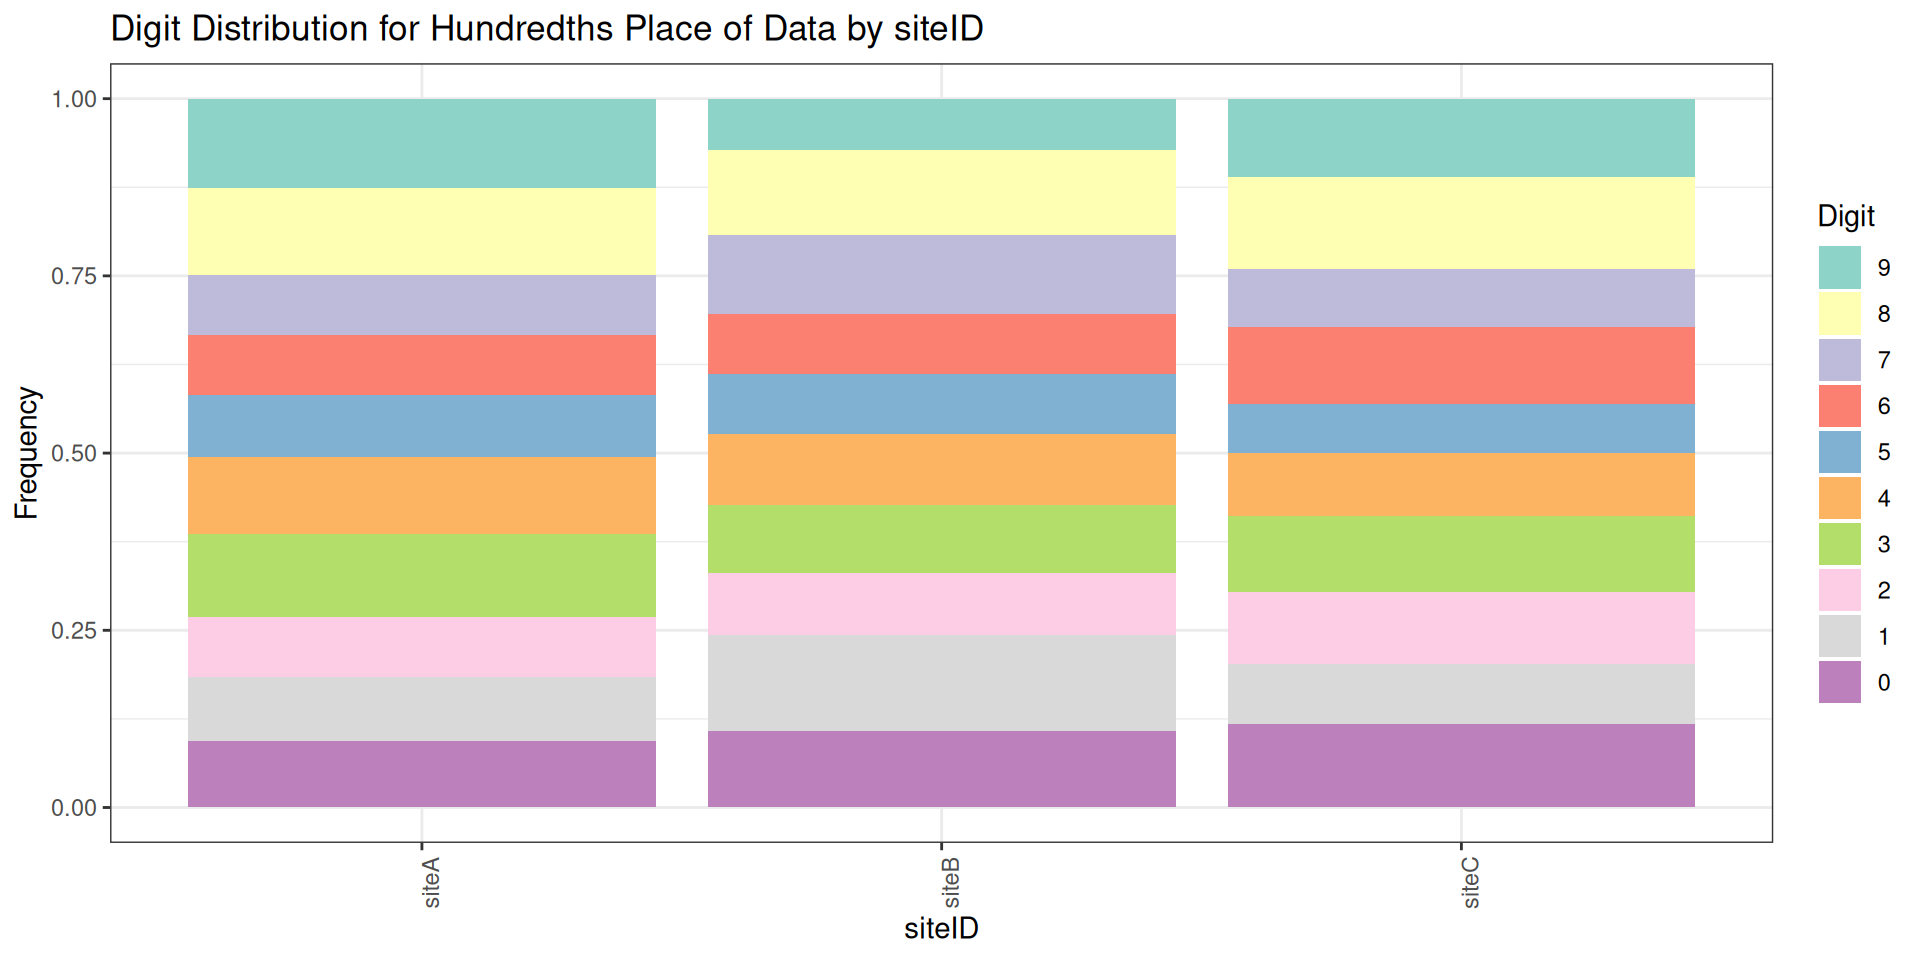 Digit Distribution for Hundredths Place of Data by siteID
1.00
0.75
0.50
0.25
0.00
Frequency
siteA
siteB
siteC
siteID
Digit
9
8
7
6
5
4
3
2
1
0